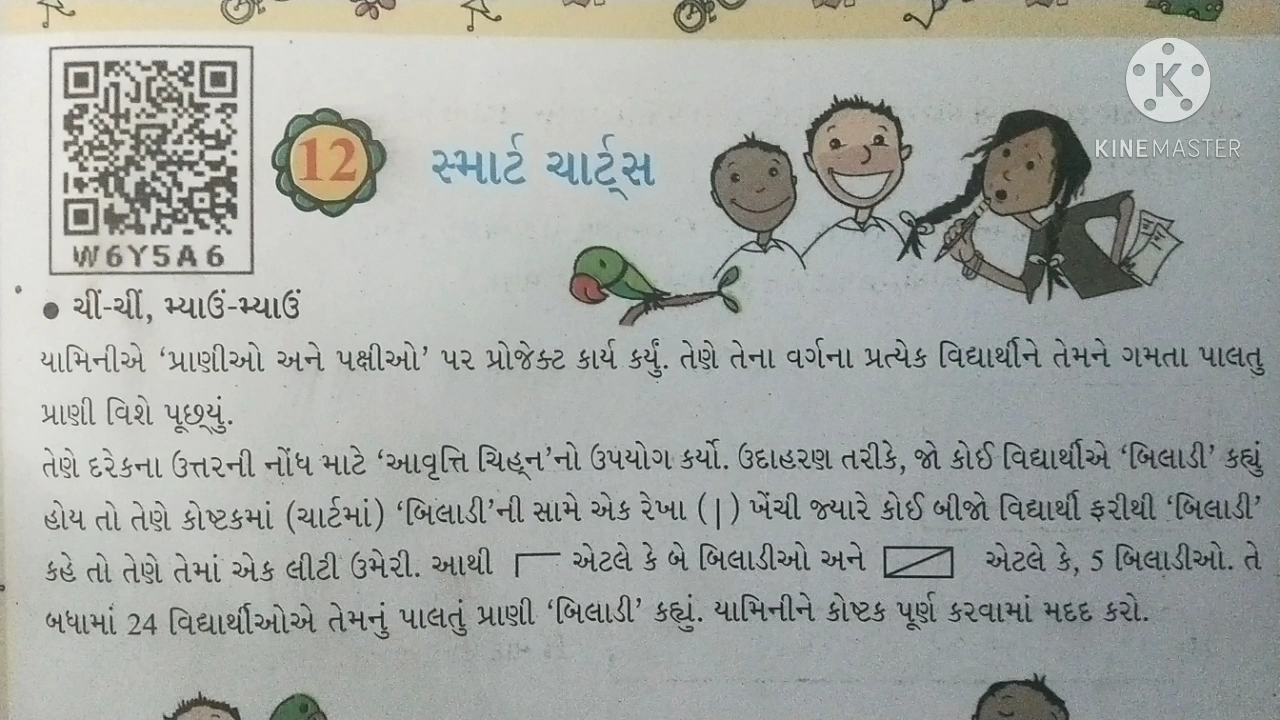 KINEMASTER
W6Y5A6
12 સ્માર્ટ ચાર્ટ્સ
● ચીં-ચીં, મ્યાઉં-મ્યાઉં
યામિનીએ ‘પ્રાણીઓ અને પક્ષીઓ’ પર પ્રોજેક્ટ કાર્ય કર્યું. તેણે તેના વર્ગના પ્રત્યેક વિદ્યાર્થીને તેમને ગમતા પાલતુ
પ્રાણી વિશે પૂછ્યું.
તેણે દરેકના ઉત્તરની નોંધ માટે ‘આવૃત્તિ ચિહ્ન’નો ઉપયોગ કર્યો. ઉદાહરણ તરીકે, જો કોઈ વિદ્યાર્થીએ ‘બિલાડી’ કહ્યું
હોય તો તેણે કોષ્ટકમાં (ચાર્ટમાં) ‘બિલાડી’ની સામે એક રેખા (|) ખેંચી જ્યારે કોઈ બીજો વિદ્યાર્થી ફરીથી ‘બિલાડી’
કહે તો તેણે તેમાં એક લીટી ઉમેરી. આથી એટલે કે બે બિલાડીઓ અને એટલે કે, 5 બિલાડીઓ. તે
બધામાં 24 વિદ્યાર્થીઓએ તેમનું પાલતું પ્રાણી ‘બિલાડી’ કહ્યું. યામિનીને કોષ્ટક પૂર્ણ કરવામાં મદદ કરો.